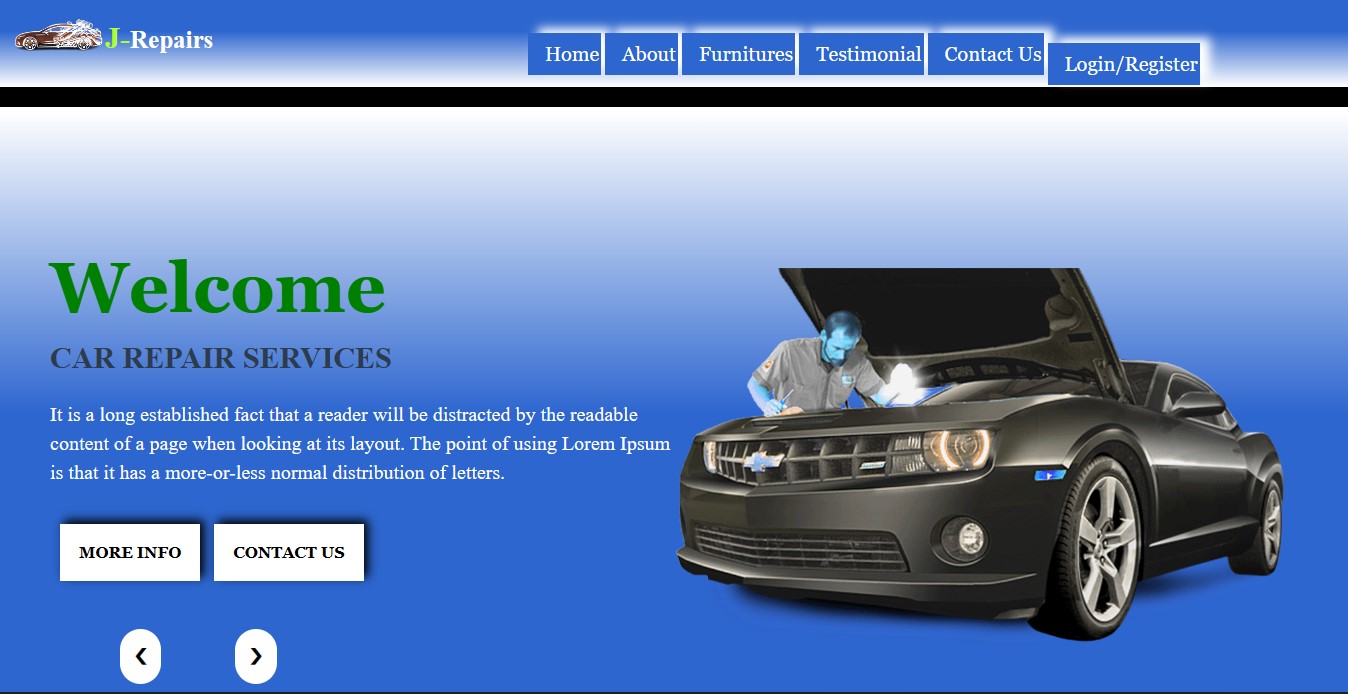 J-Repairs
Home About Furnitures Testimonial Contact Us Login/Register
Welcome
CAR REPAIR SERVICES
It is a long established fact that a reader will be distracted by the readable
content of a page when looking at its layout. The point of using Lorem Ipsum
is that it has a more-or-less normal distribution of letters.
MORE INFO CONTACT US
❮ ❯